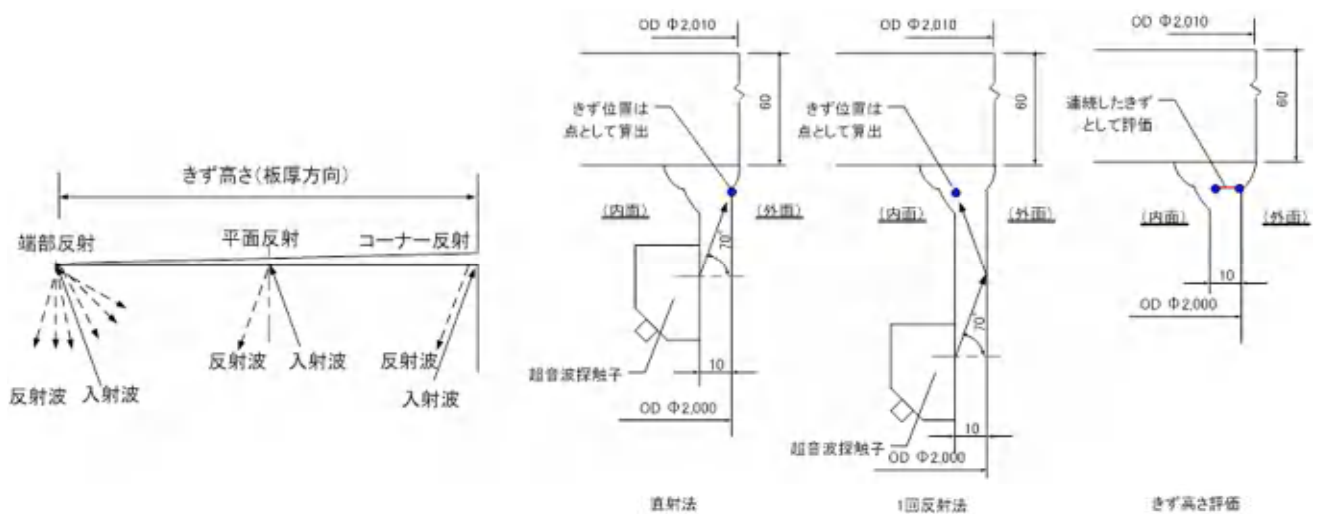 きず高さ(板厚方向)
端部反射
平面反射
コーナー反射
反射波
入射波
反射波
入射波
反射波
入射波
OD Φ2,010
60
きず位置は
点として算出
(内面)
(外面)
70°
超音波探触子
10
OD Φ2,000
直射法
OD Φ2,010
60
きず位置は
点として算出
(内面)
(外面)
70°
超音波探触子
10
OD Φ2,000
1回反射法
OD Φ2,010
60
連続したきず
として評価
(内面)
(外面)
10
OD Φ2,000
きず高さ評価